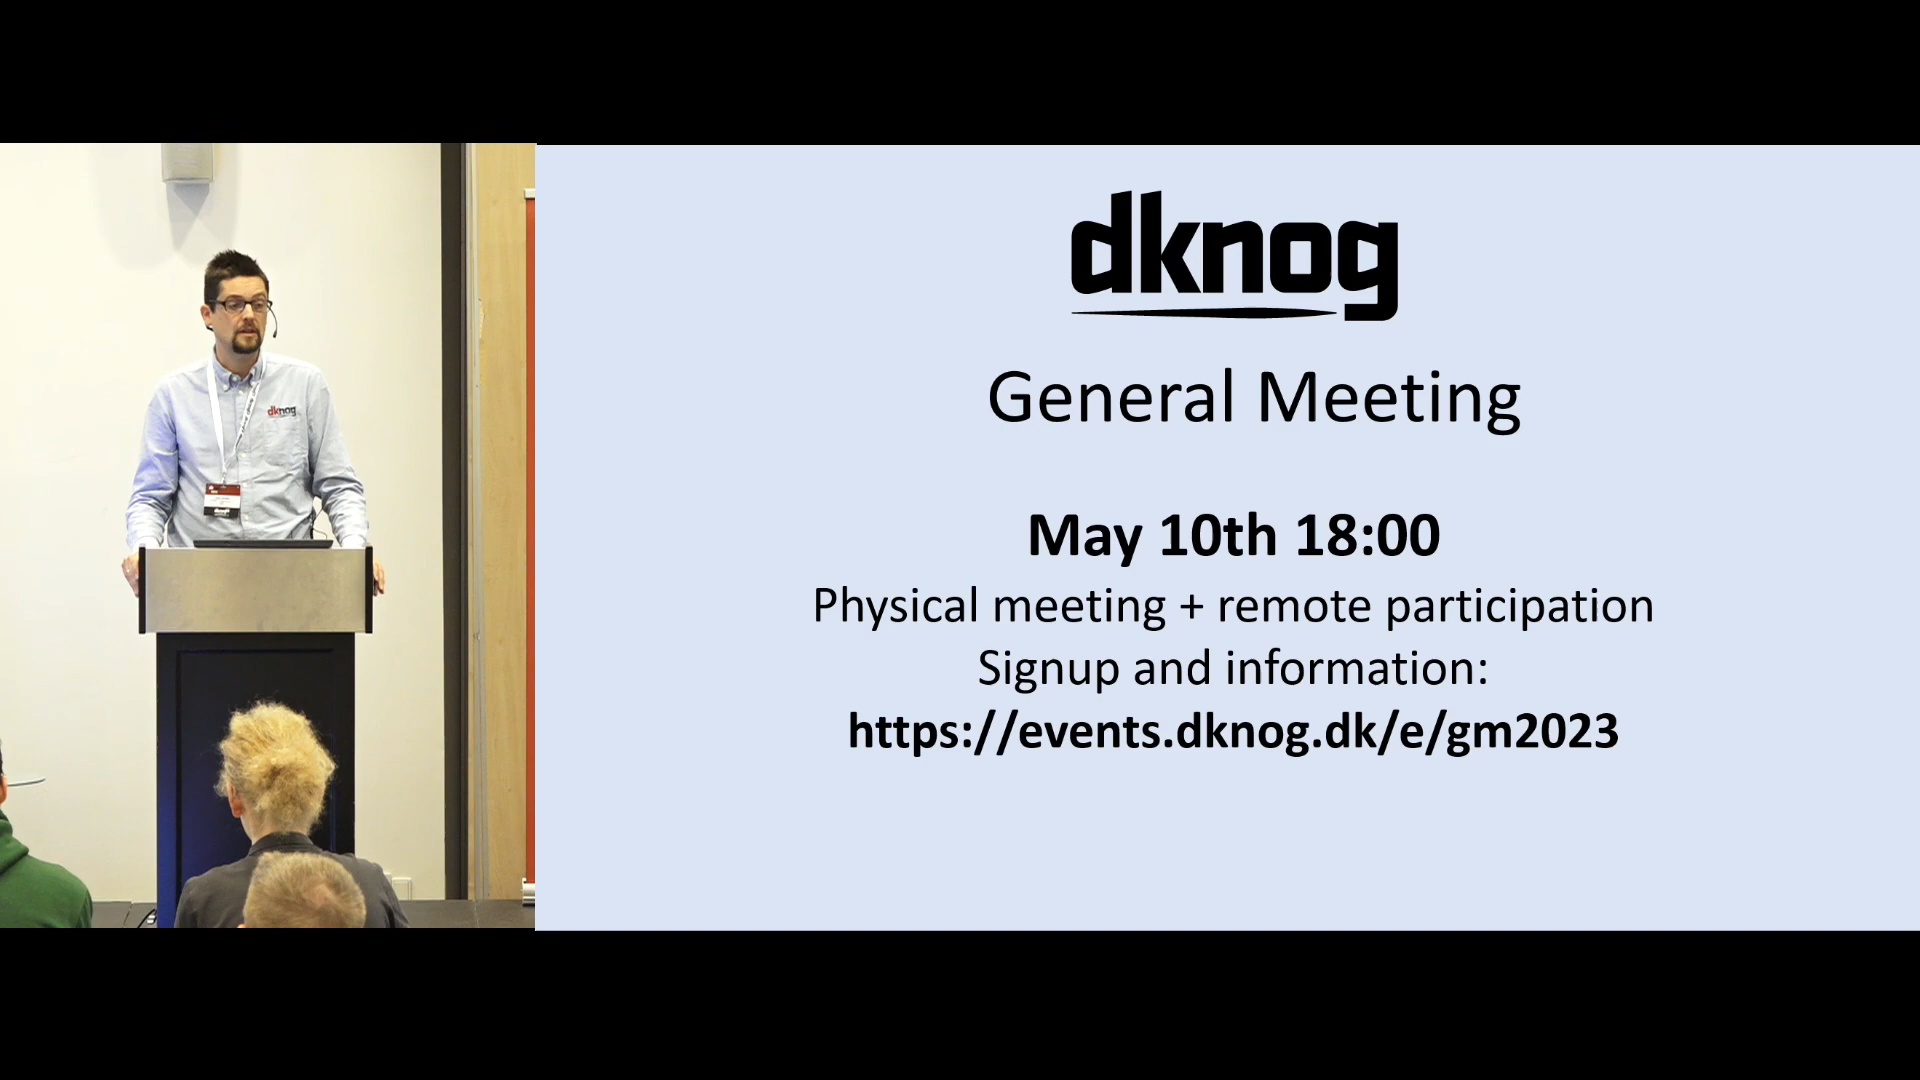 dknog
dknog
General Meeting
May 10th 18:00
Physical meeting + remote participation
Signup and information:
https://events.dknog.dk/e/gm2023